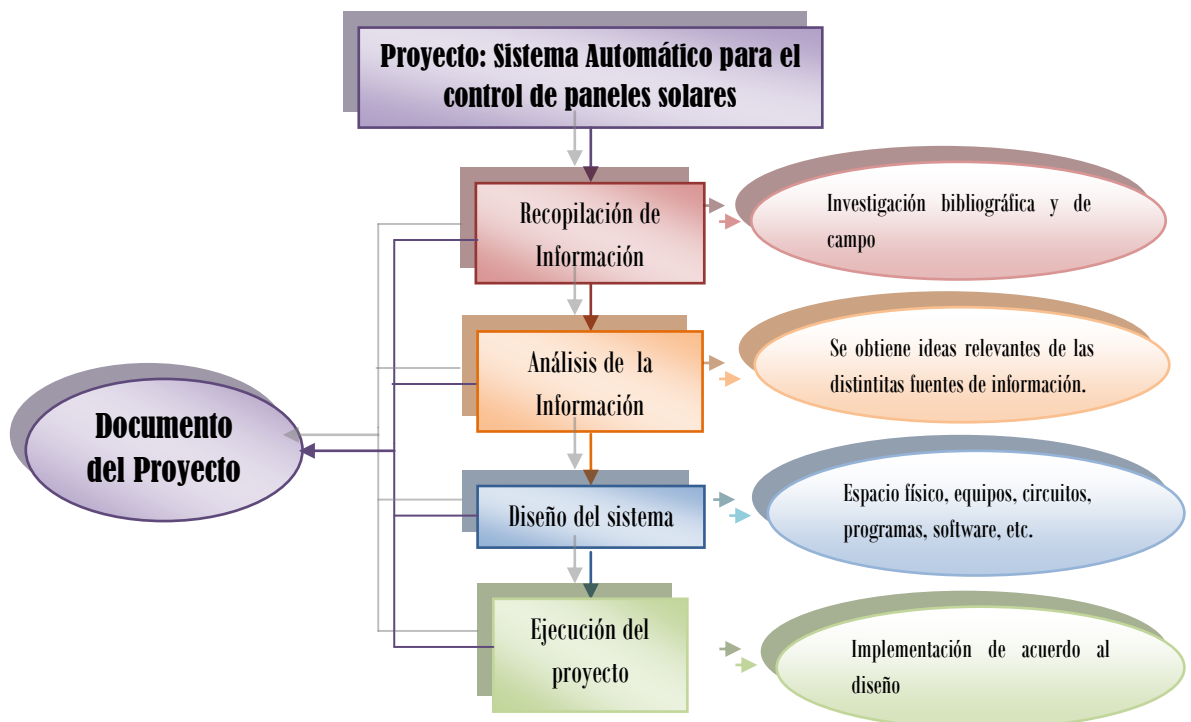 Proyecto: Sistema Automático para el
control de paneles solares
Recopilación de
Información
Investigación bibliográfica y de
campo
Análisis de la
Información
Se obtiene ideas relevantes de las
distintitas fuentes de información.
Documento
del Proyecto
Diseño del sistema
Espacio físico, equipos, circuitos,
programas, software, etc.
Ejecución del
proyecto
Implementación de acuerdo al
diseño